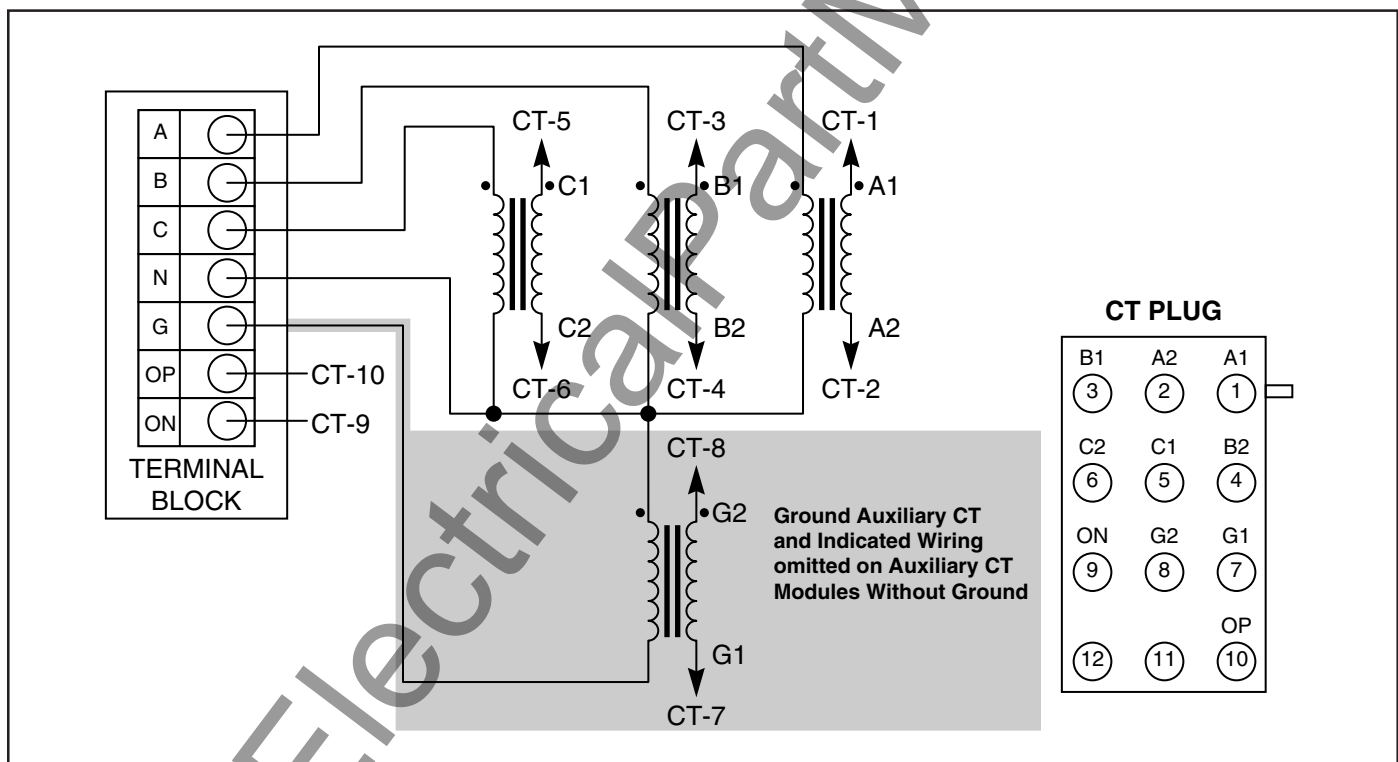 A
B
C
N
G
OP
ON
TERMINAL
BLOCK
CT-10
CT-9
CT-5
CT-3
CT-1
C1
B1
A1
C2
B2
A2
CT-6
CT-4
CT-2
CT-8
G2
Ground Auxiliary CT
and Indicated Wiring
omitted on Auxiliary CT
Modules Without Ground
G1
CT-7
CT PLUG
B1 A2 A1
3 2 1
C2 C1 B2
6 5 4
ON G2 G1
9 8 7
OP
12 11 10
ElectricalPartM